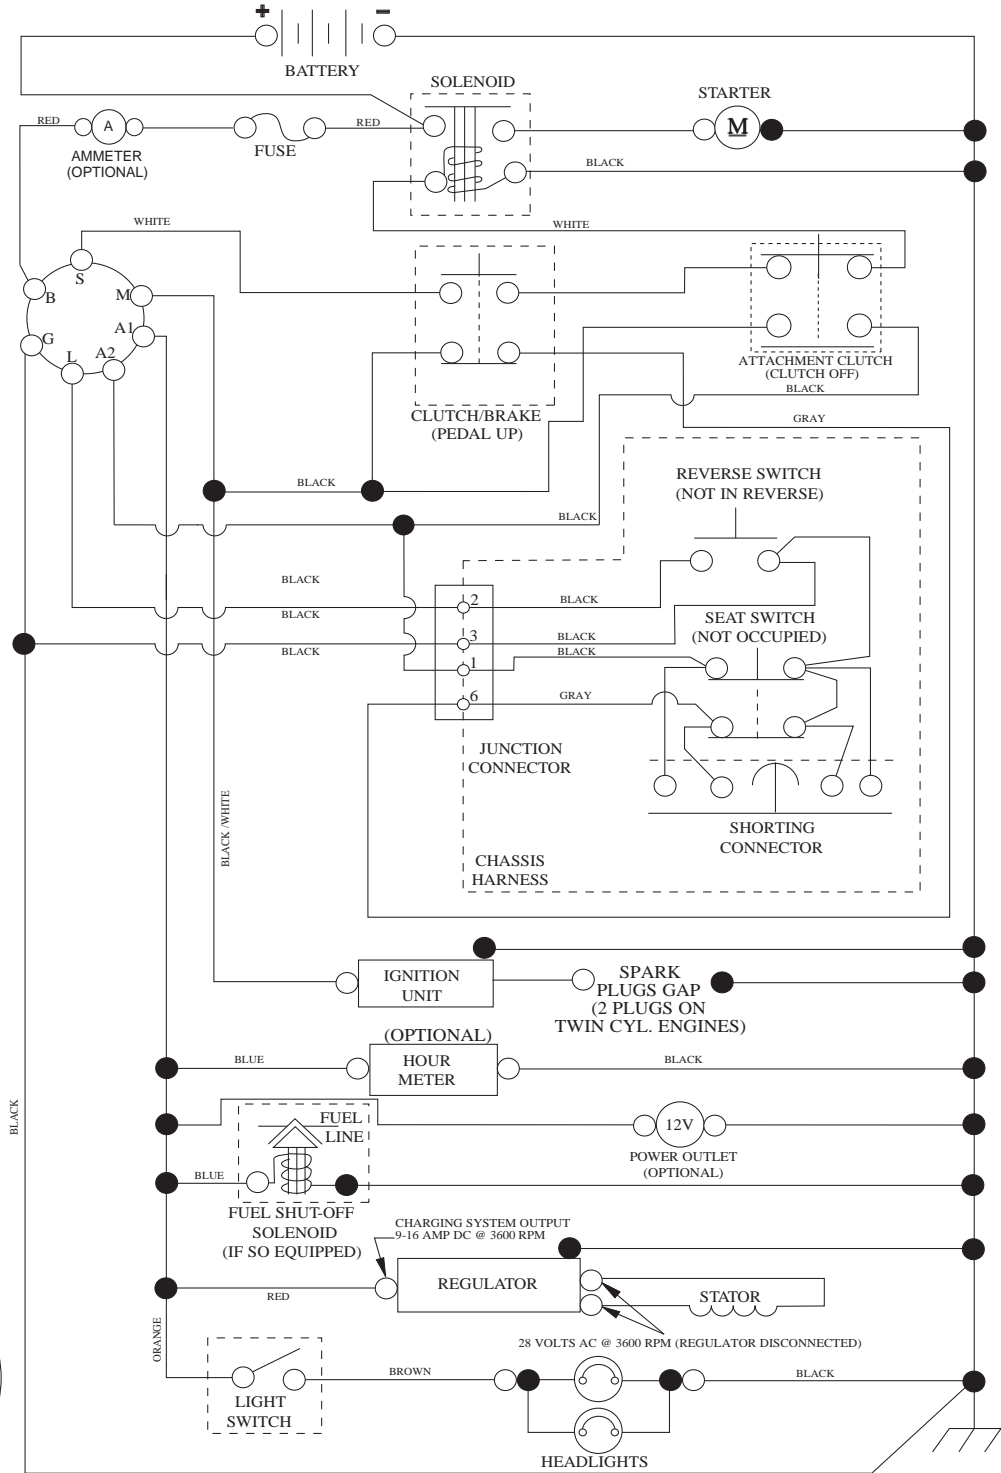 + −
BATTERY
SOLENOID
STARTER
RED
A
RED
M
FUSE
AMMETER
(OPTIONAL)
BLACK
WHITE
WHITE
S
B
M
A1
G
L
A2
ATTACHMENT CLUTCH
(CLUTCH OFF)
BLACK
CLUTCH/BRAKE
(PEDAL UP)
GRAY
REVERSE SWITCH
(NOT IN REVERSE)
BLACK
BLACK
BLACK
2
BLACK
BLACK
SEAT SWITCH
(NOT OCCUPIED)
3
BLACK
BLACK
BLACK
1
6
GRAY
JUNCTION
CONNECTOR
BLACK /WHITE
SHORTING
CONNECTOR
CHASSIS
HARNESS
IGNITION
UNIT
SPARK
PLUGS GAP
(2 PLUGS ON
TWIN CYL. ENGINES)
(OPTIONAL)
HOUR
METER
BLUE
BLACK
BLACK
FUEL
LINE
12V
POWER OUTLET
(OPTIONAL)
BLUE
FUEL SHUT-OFF
SOLENOID
(IF SO EQUIPPED)
CHARGING SYSTEM OUTPUT
9-16 AMP DC @ 3600 RPM
REGULATOR
STATOR
RED
28 VOLTS AC @ 3600 RPM (REGULATOR DISCONNECTED)
ORANGE
BROWN
BLACK
LIGHT
SWITCH
HEADLIGHTS